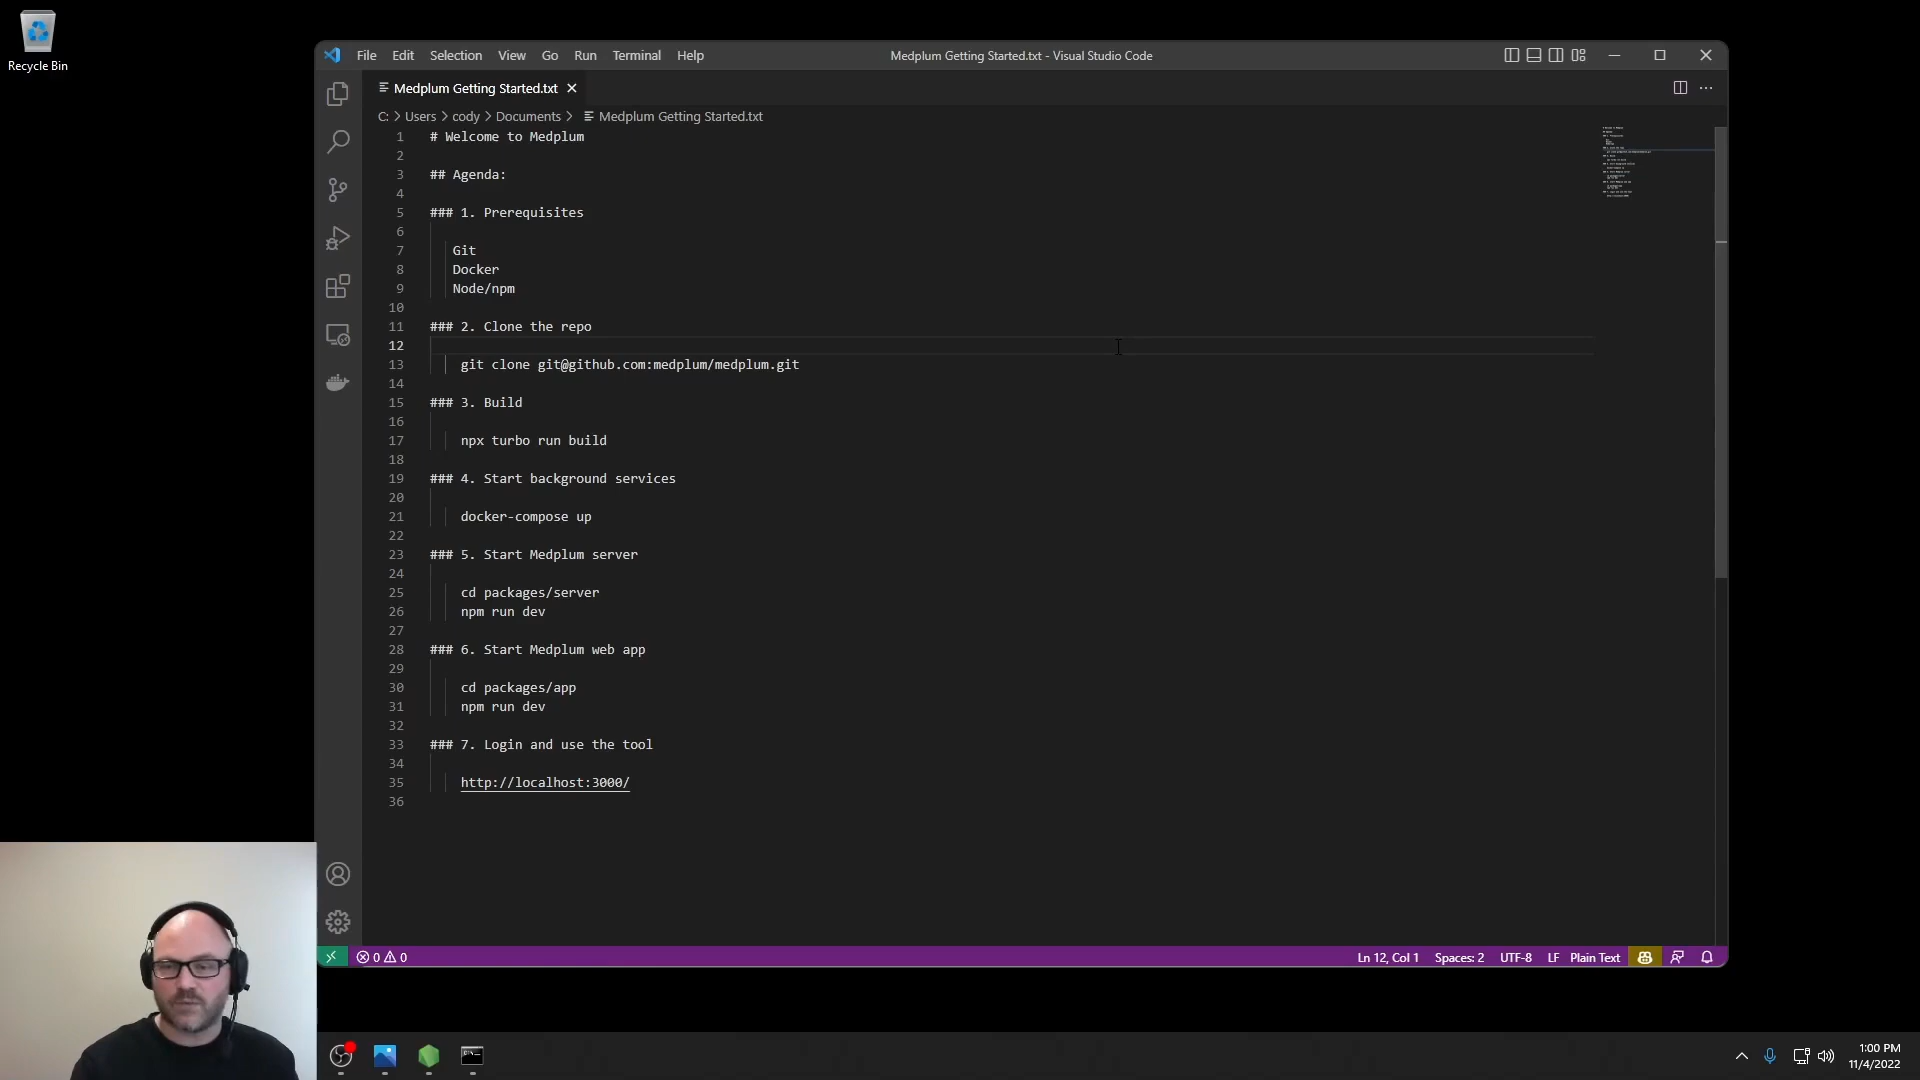 Recycle Bin
File Edit Selection View Go Run Terminal Help
Medplum Getting Started.txt - Visual Studio Code
Medplum Getting Started.txt
C: > Users > cody > Documents > Medplum Getting Started.txt
1 # Welcome to Medplum
2
3 ## Agenda:
4
5 ### 1. Prerequisites
6
7 Git
8 Docker
9 Node/npm
10
11 ### 2. Clone the repo
12
13 git clone git@github.com:medplum/medplum.git
14
15 ### 3. Build
16
17 npx turbo run build
18
19 ### 4. Start background services
20
21 docker-compose up
22
23 ### 5. Start Medplum server
24
25 cd packages/server
26 npm run dev
27
28 ### 6. Start Medplum web app
29
30 cd packages/app
31 npm run dev
32
33 ### 7. Login and use the tool
34
35 http://localhost:3000/
36
0 0
Ln 12, Col 1 Spaces: 2 UTF-8 LF Plain Text
1:00 PM
11/4/2022